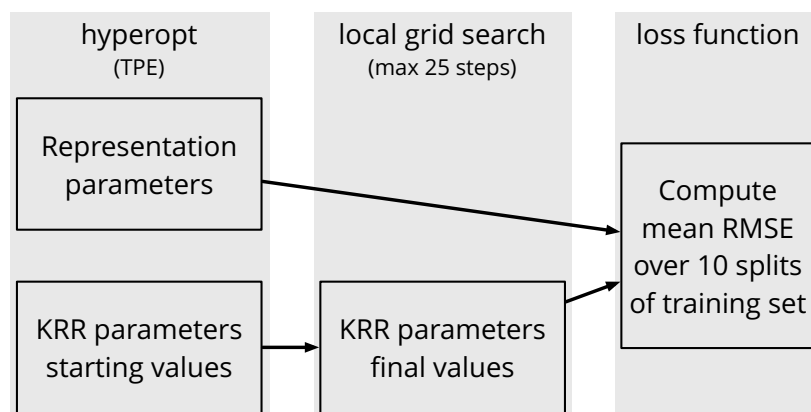 hyperopt
(TPE)
local grid search
(max 25 steps)
loss function
Representation
parameters
KRR parameters
starting values
KRR parameters
final values
Compute
mean RMSE
over 10 splits
of training set